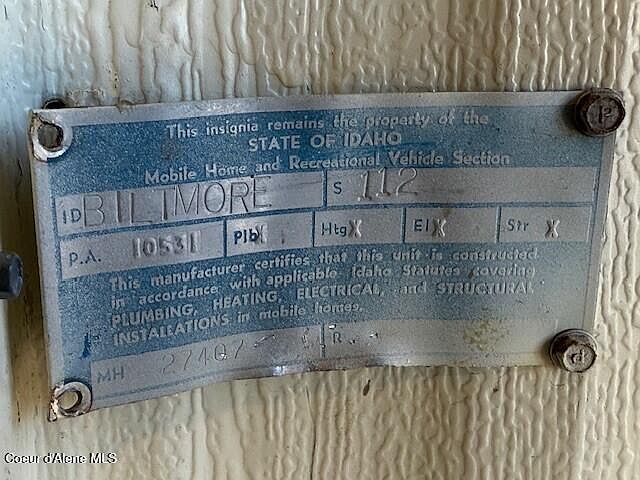 This insignia remains the property of the
STATE OF IDAHO
Mobile Home and Recreational Vehicle Section
ID BILTMORE S 112
P.A. 10531 Plb X Htg X El X Str X
This manufacturer certifies that this unit is constructed
in accordance with applicable Idaho Statutes covering
PLUMBING, HEATING, ELECTRICAL, and STRUCTURAL
INSTALLATIONS in mobile homes.
MH 27407 R
P
d
Coeur d'Alene MLS